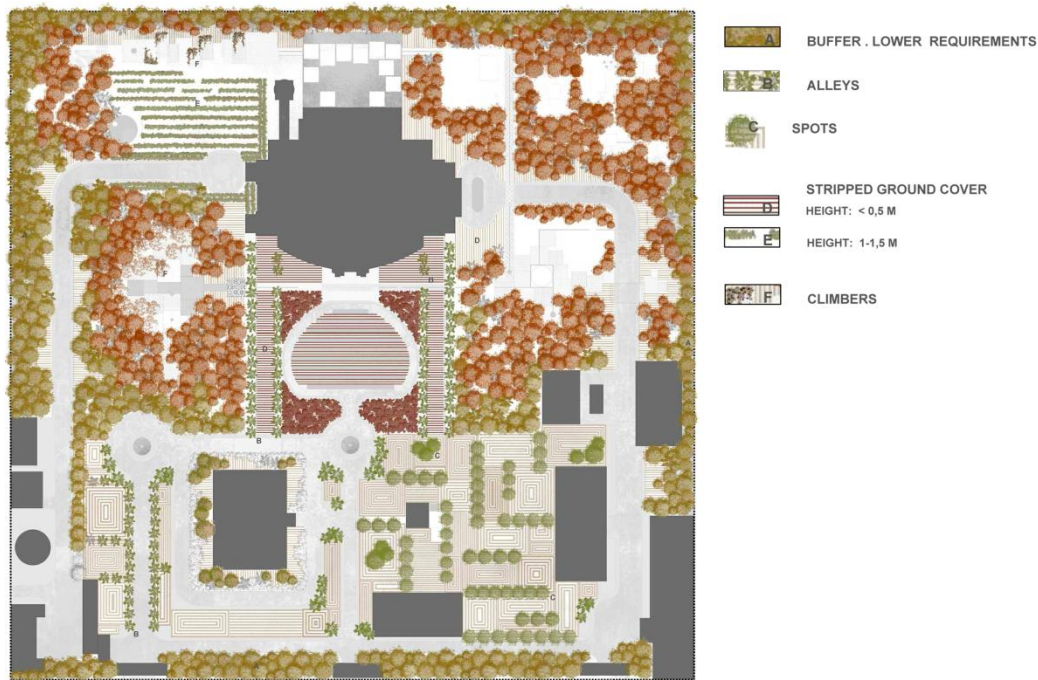 A BUFFER . LOWER REQUIREMENTS
B ALLEYS
C SPOTS
STRIPPED GROUND COVER
D HEIGHT: < 0,5 M
E HEIGHT: 1-1,5 M
F CLIMBERS
F
E
D
F
B
D
A
B
C
C
B